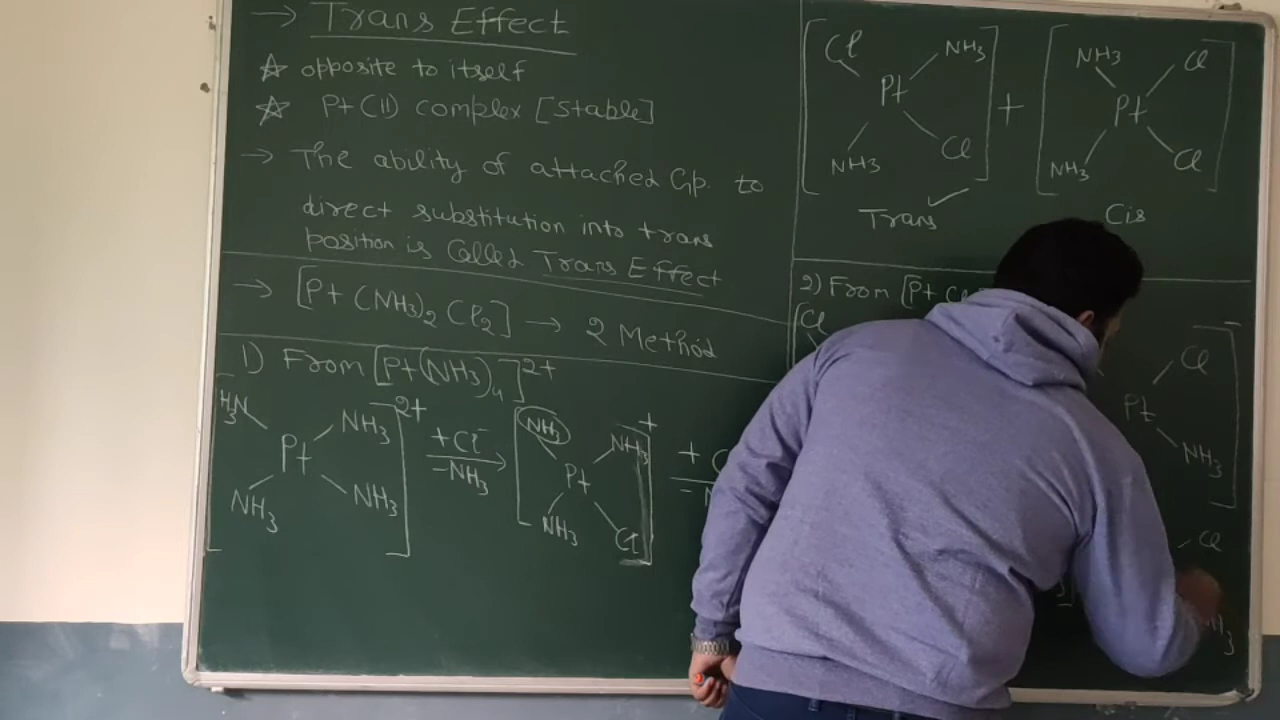 → Trans Effect
☆ opposite to itself
☆ Pt(II) complex [stable]
→ The ability of attached Gp. to
direct substitution into trans
position is Called Trans Effect
→ [Pt(NH3)2Cl2] → 2 Method
1) From [Pt(NH3)4]2+
H3N NH3 2+
Pt
NH3 NH3
+Cl-
-NH3
NH3 NH3 +
Pt
NH3 Cl
+
-
Cl NH3
Pt
NH3 Cl
+
NH3 Cl
Pt
NH3 Cl
Trans Cis
2) From [Pt
Cl
Cl -
Pt
NH3
Cl